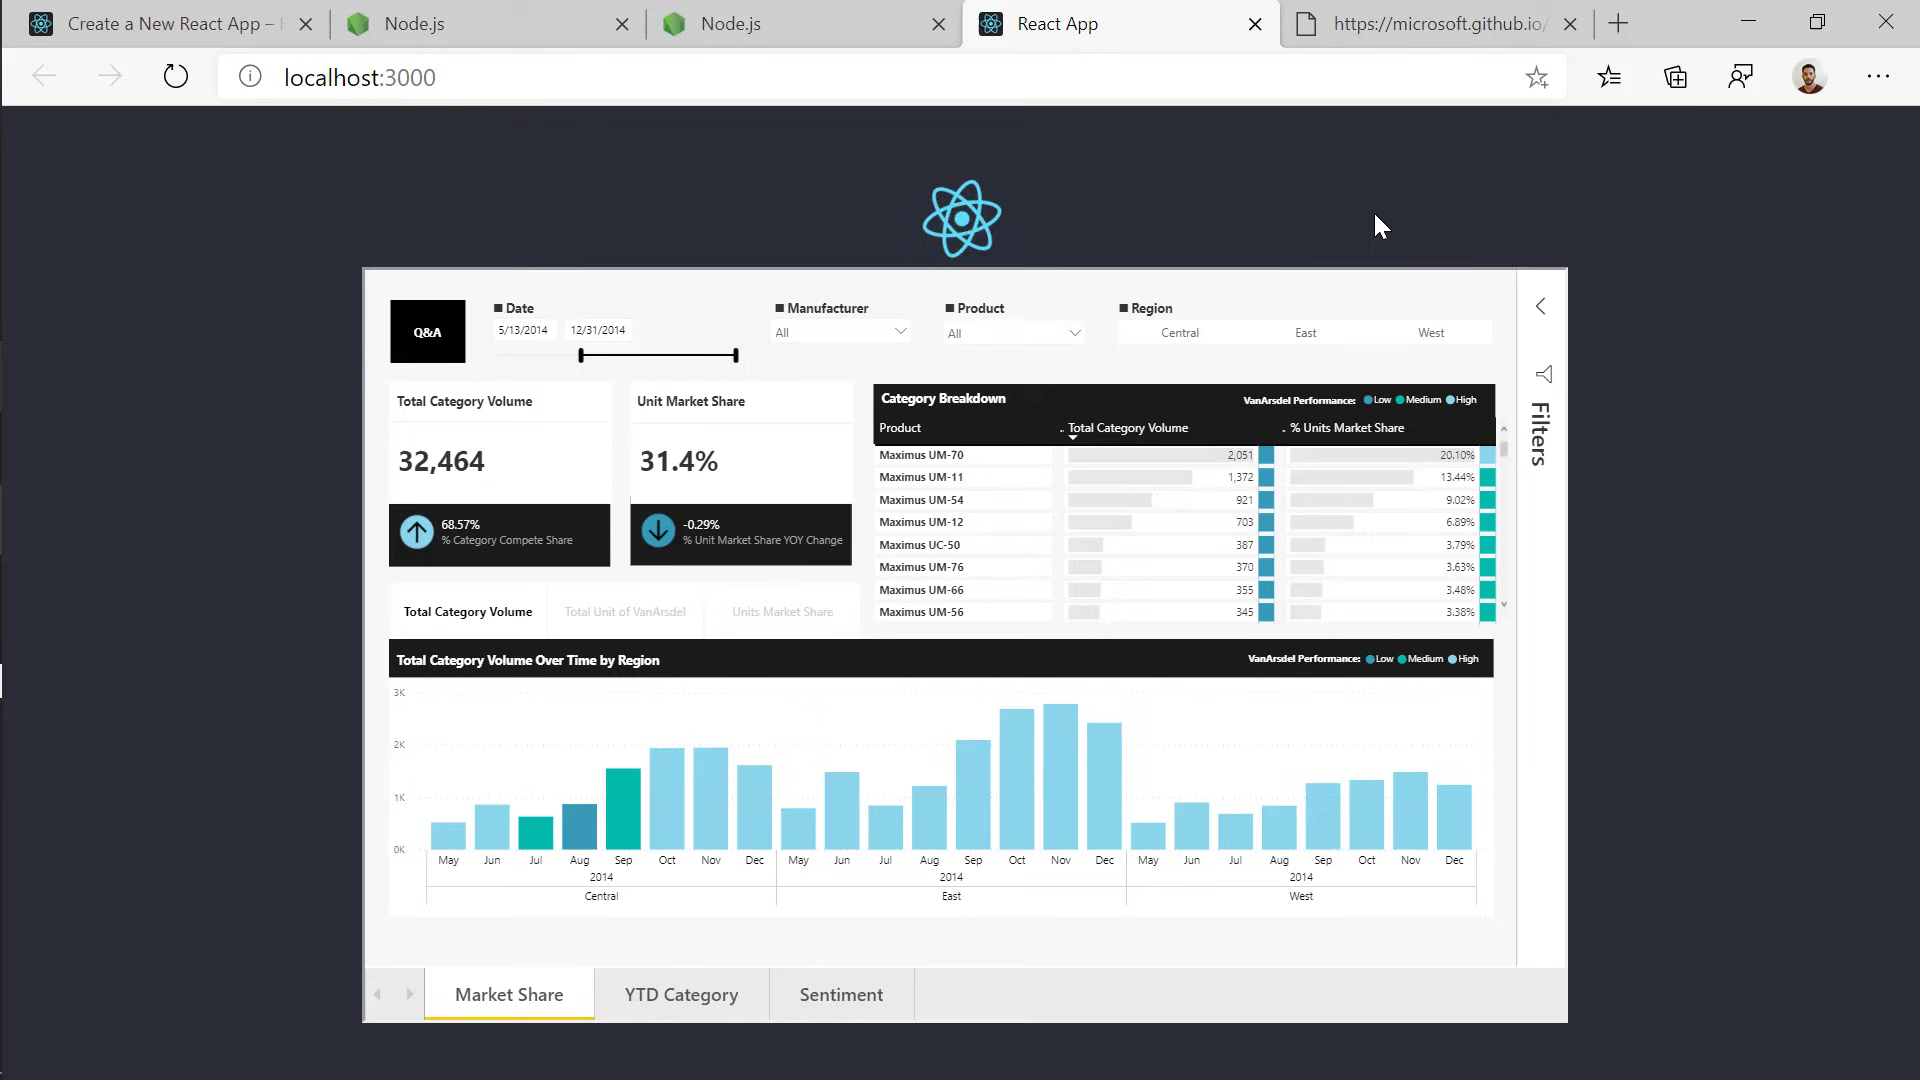 Create a New React App –
Node.js
Node.js
React App
https://microsoft.github.io/
localhost:3000
Q&A
Date
5/13/2014 12/31/2014
Manufacturer
All
Product
All
Region
Central East West
Filters
Total Category Volume
32,464
68.57%
% Category Compete Share
Unit Market Share
31.4%
-0.29%
% Unit Market Share YOY Change
Category Breakdown
VanArsdel Performance: Low Medium High
Product Total Category Volume % Units Market Share
Maximus UM-70 2,051 20.10%
Maximus UM-11 1,372 13.44%
Maximus UM-54 921 9.02%
Maximus UM-12 703 6.89%
Maximus UC-50 387 3.79%
Maximus UM-76 370 3.63%
Maximus UM-66 355 3.48%
Maximus UM-56 345 3.38%
Total Category Volume Total Unit of VanArsdel Units Market Share
Total Category Volume Over Time by Region
VanArsdel Performance: Low Medium High
3K
2K
1K
0K
May Jun Jul Aug Sep Oct Nov Dec May Jun Jul Aug Sep Oct Nov Dec May Jun Jul Aug Sep Oct Nov Dec
2014 2014 2014
Central East West
Market Share YTD Category Sentiment